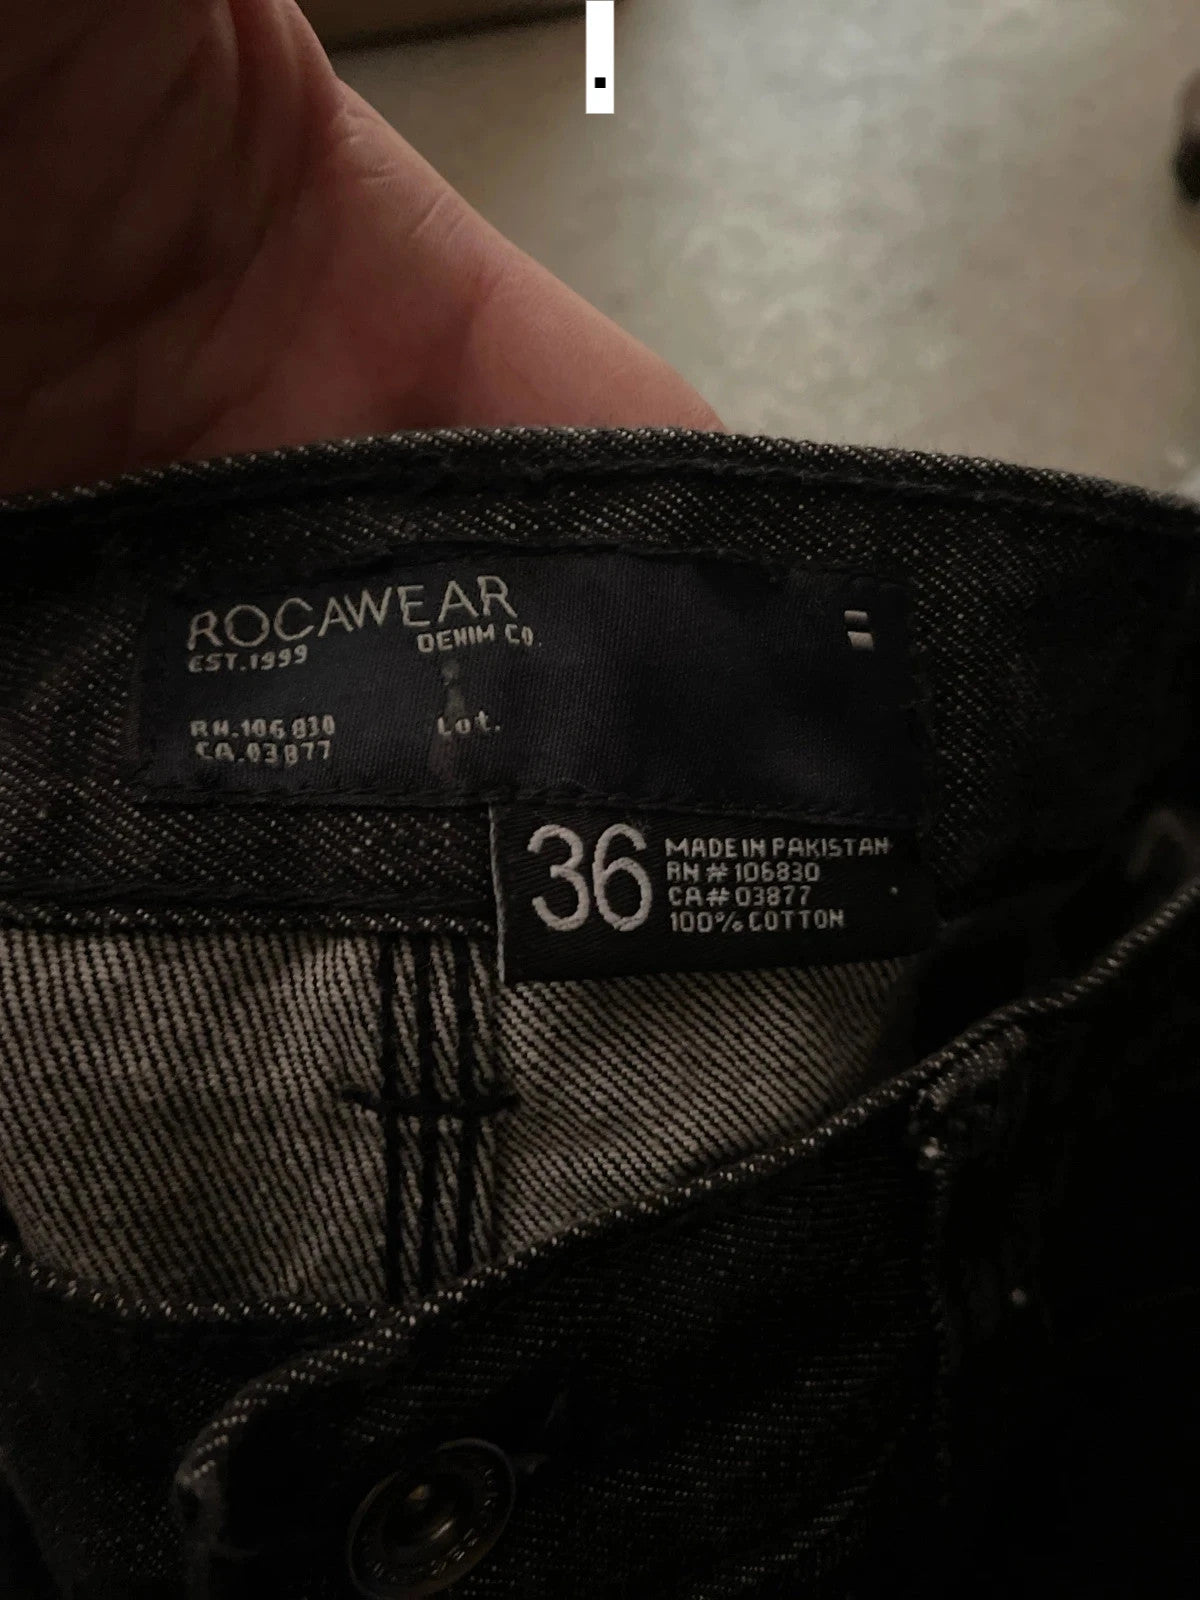 ROCAWEAR
DENIM CO.
EST.1999
RN.106830
CA.03877
Lot.
36
MADE IN PAKISTAN
RN # 106830
CA# 03877
100% COTTON